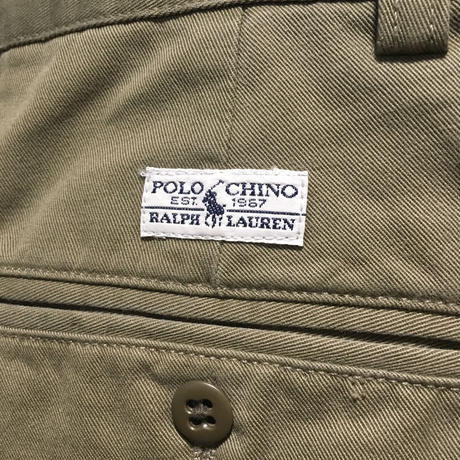 POLO CHINO
EST. 1967
RALPH LAUREN